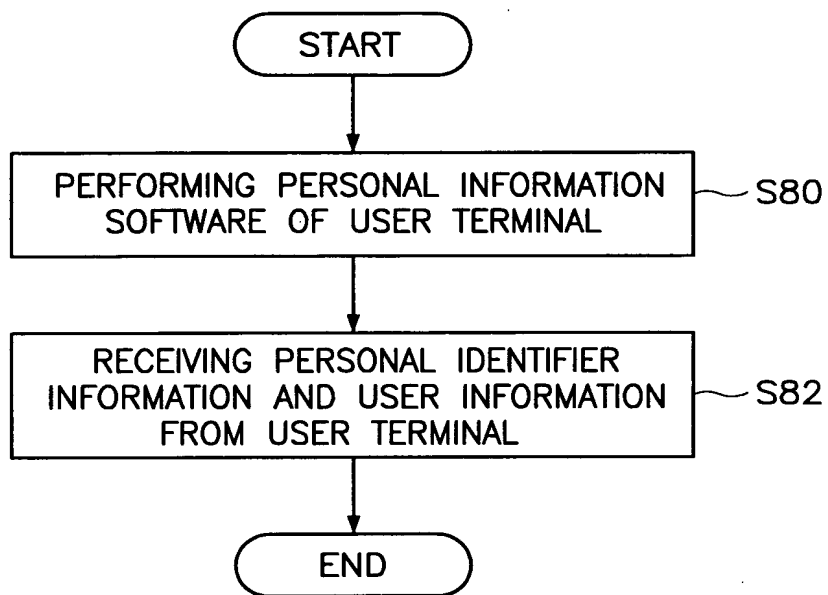 START
PERFORMING PERSONAL INFORMATION
SOFTWARE OF USER TERMINAL
S80
RECEIVING PERSONAL IDENTIFIER
INFORMATION AND USER INFORMATION
FROM USER TERMINAL
S82
END